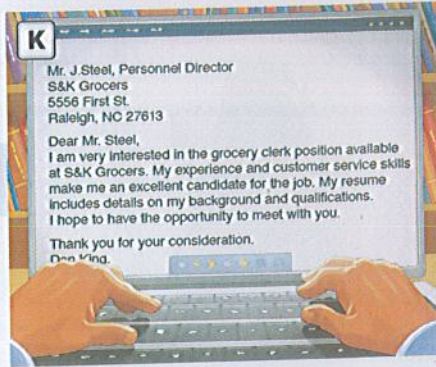 K
Mr. J.Steel, Personnel Director
S&K Grocers
5556 First St.
Raleigh, NC 27613
Dear Mr. Steel,
I am very interested in the grocery clerk position available
at S&K Grocers. My experience and customer service skills
make me an excellent candidate for the job. My resume
includes details on my background and qualifications.
I hope to have the opportunity to meet with you.
Thank you for your consideration.
Dan King